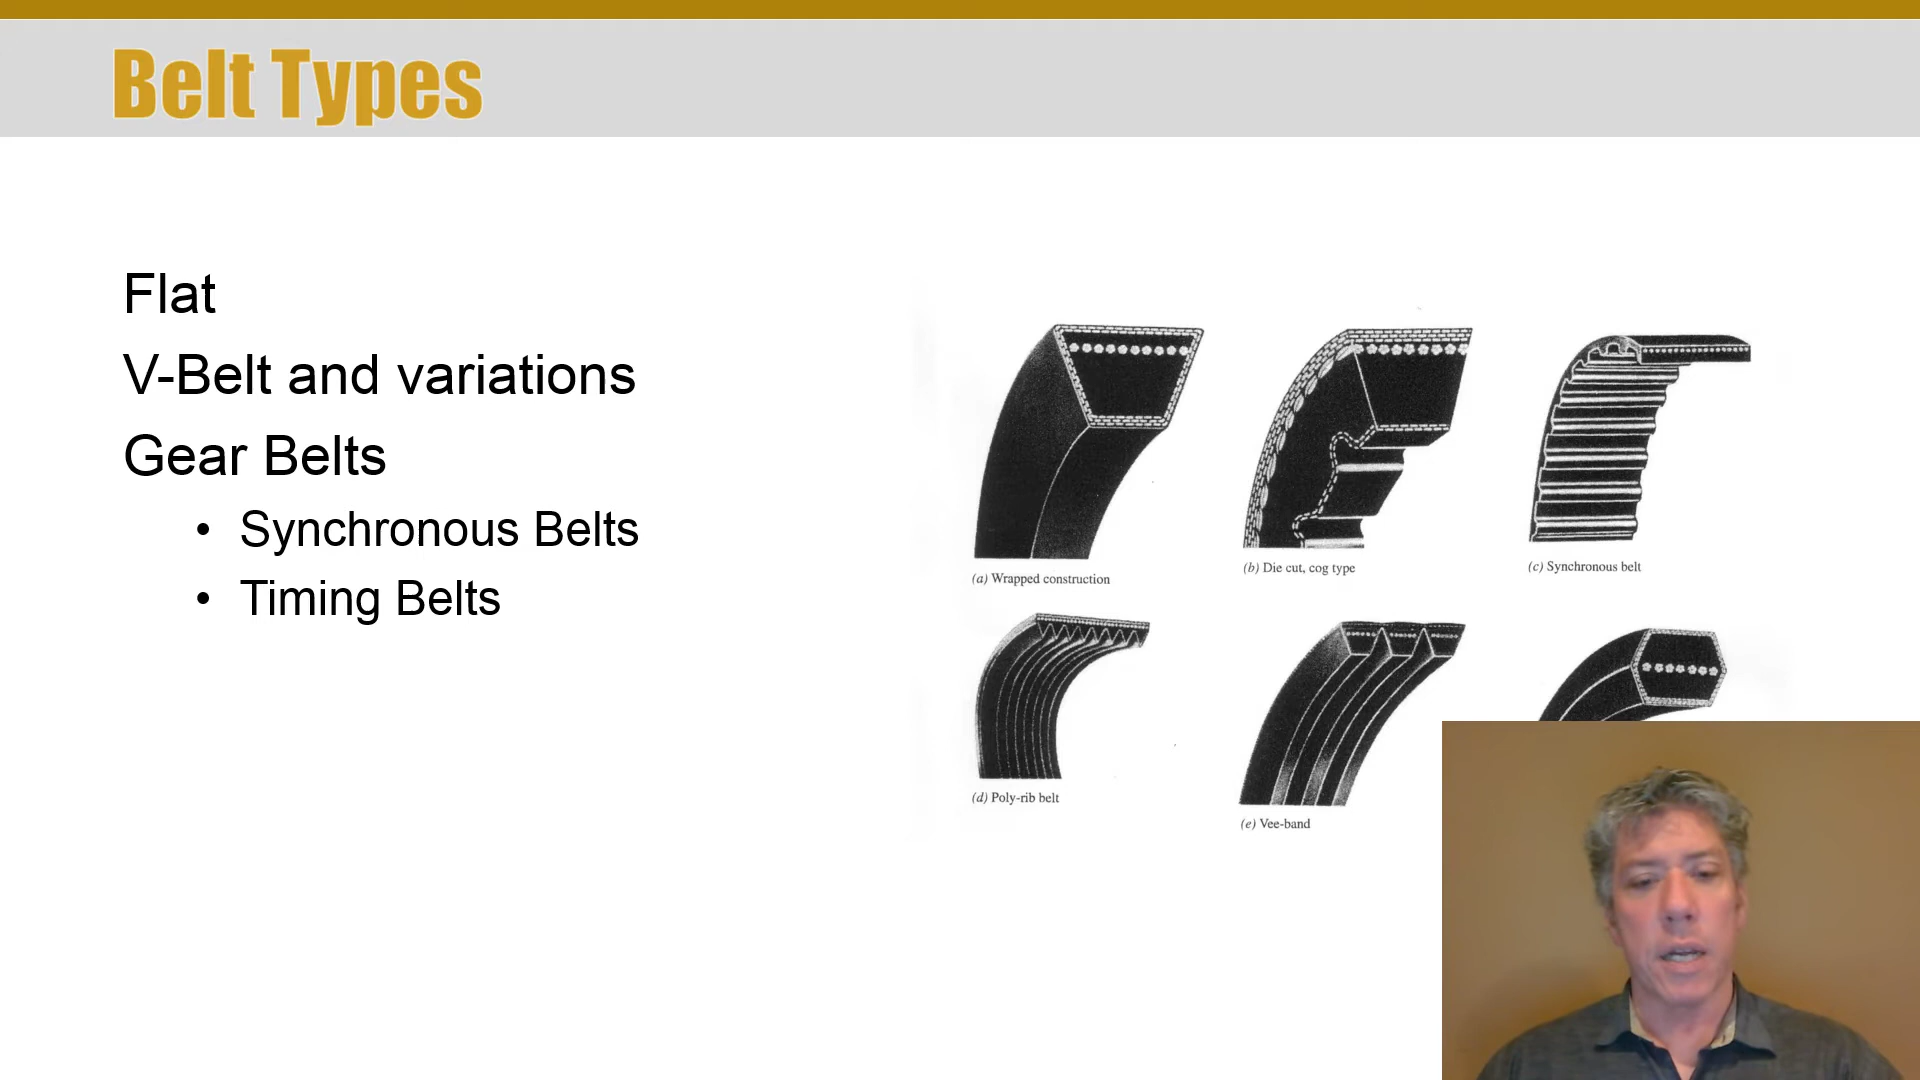 Belt Types
Flat
V-Belt and variations
Gear Belts
• Synchronous Belts
• Timing Belts
(a) Wrapped construction
(b) Die cut, cog type
(c) Synchronous belt
(d) Poly-rib belt
(e) Vee-band